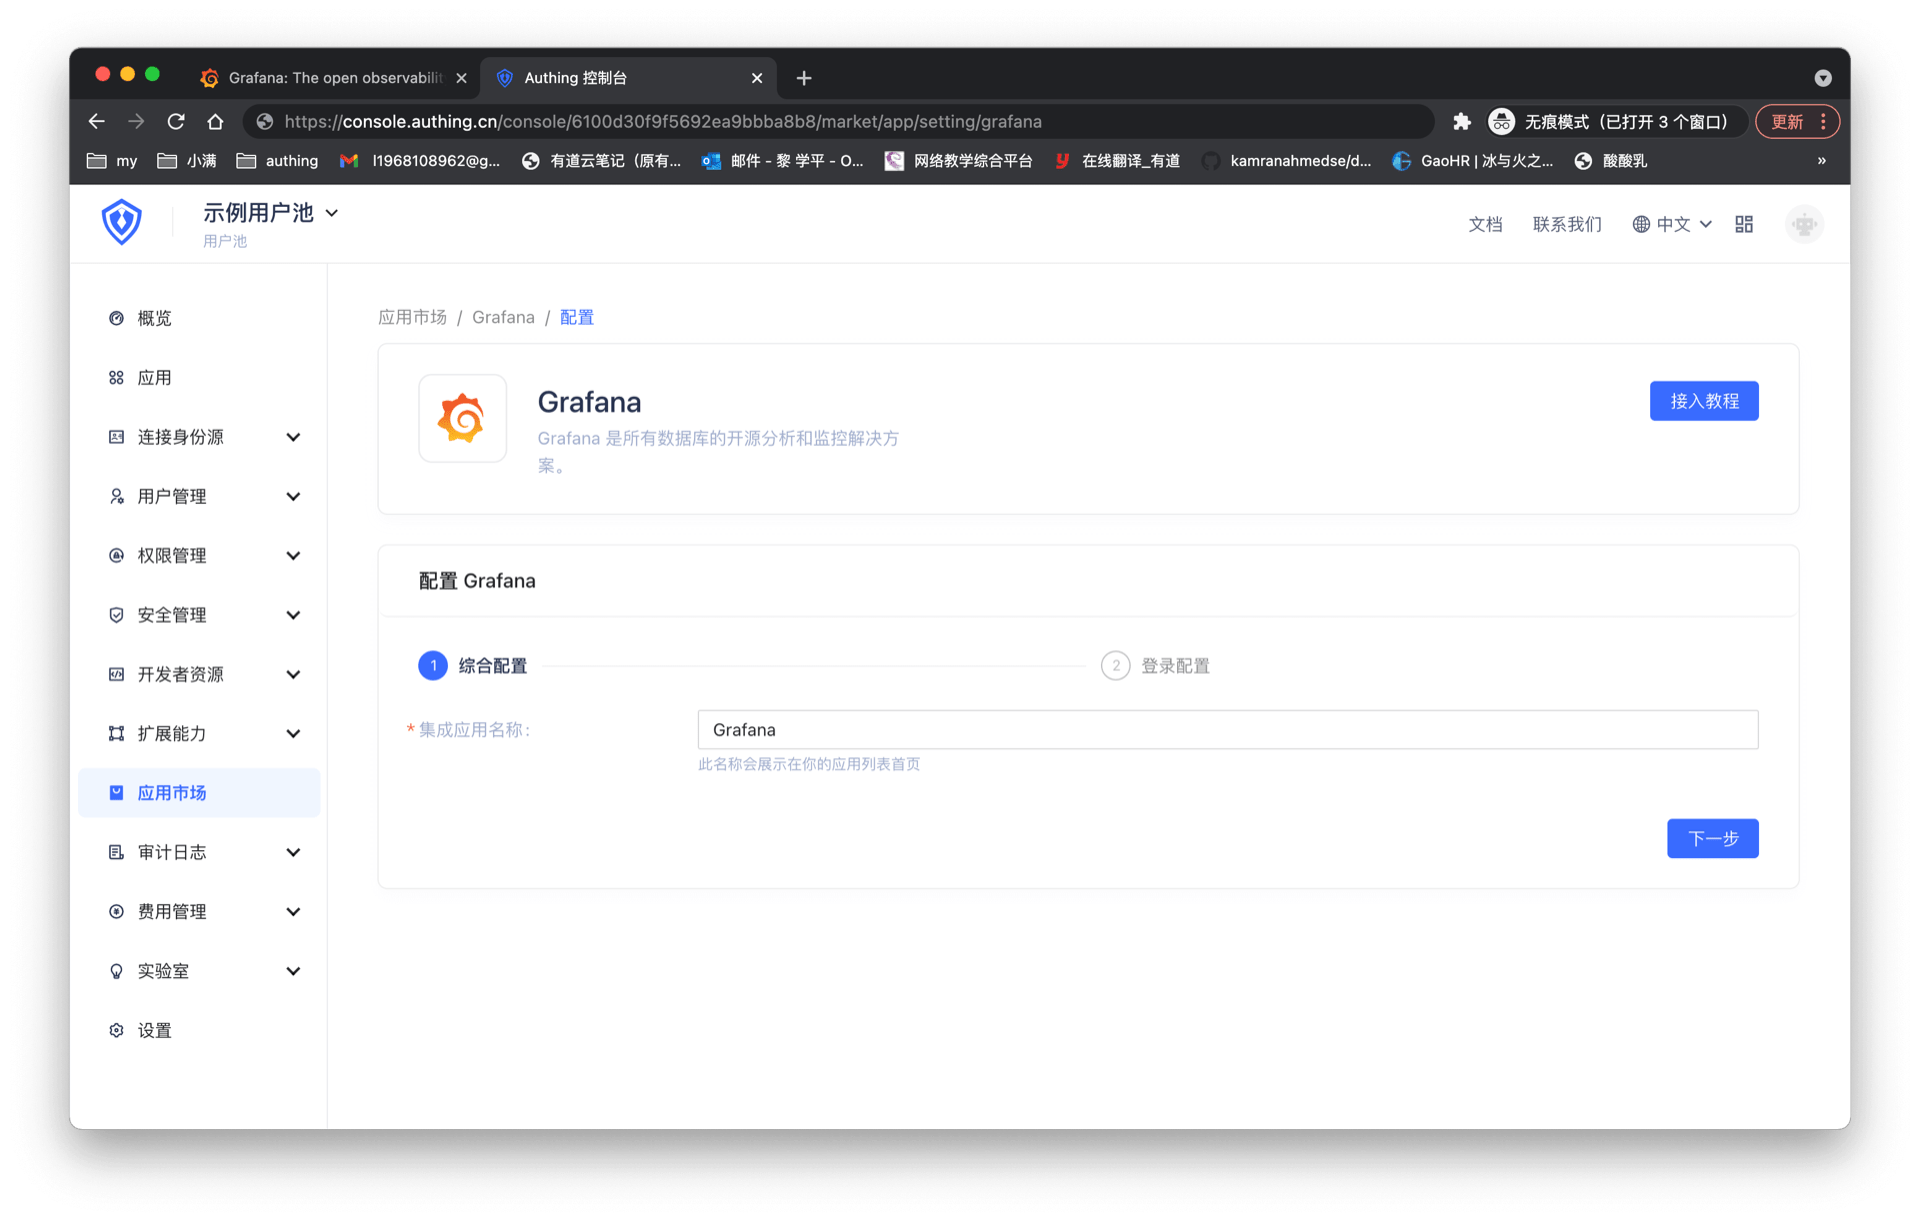 Grafana: The open observabilit
Authing 控制台
https://console.authing.cn/console/6100d30f9f5692ea9bbba8b8/market/app/setting/grafana
无痕模式（已打开 3 个窗口）
更新
my
小满
authing
l1968108962@g...
有道云笔记（原有...
邮件 - 黎 学平 - O...
网络教学综合平台
在线翻译_有道
kamranahmedse/d...
GaoHR | 冰与火之...
酸酸乳
»
示例用户池
用户池
文档
联系我们
中文
概览
应用
连接身份源
用户管理
权限管理
安全管理
开发者资源
扩展能力
应用市场
审计日志
费用管理
实验室
设置
应用市场 / Grafana / 配置
Grafana
Grafana 是所有数据库的开源分析和监控解决方
案。
接入教程
配置 Grafana
1 综合配置
2 登录配置
* 集成应用名称:
Grafana
此名称会展示在你的应用列表首页
下一步